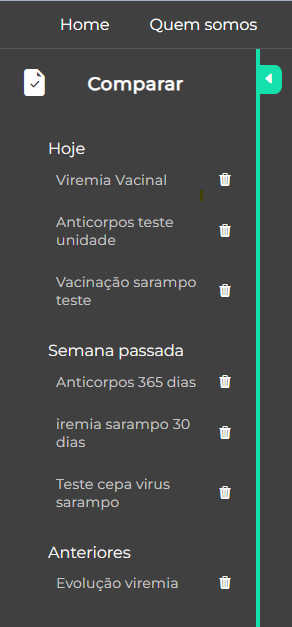 Home Quem somos
Comparar
Hoje
Viremia Vacinal
Anticorpos teste
unidade
Vacinação sarampo
teste
Semana passada
Anticorpos 365 dias
iremia sarampo 30
dias
Teste cepa virus
sarampo
Anteriores
Evolução viremia